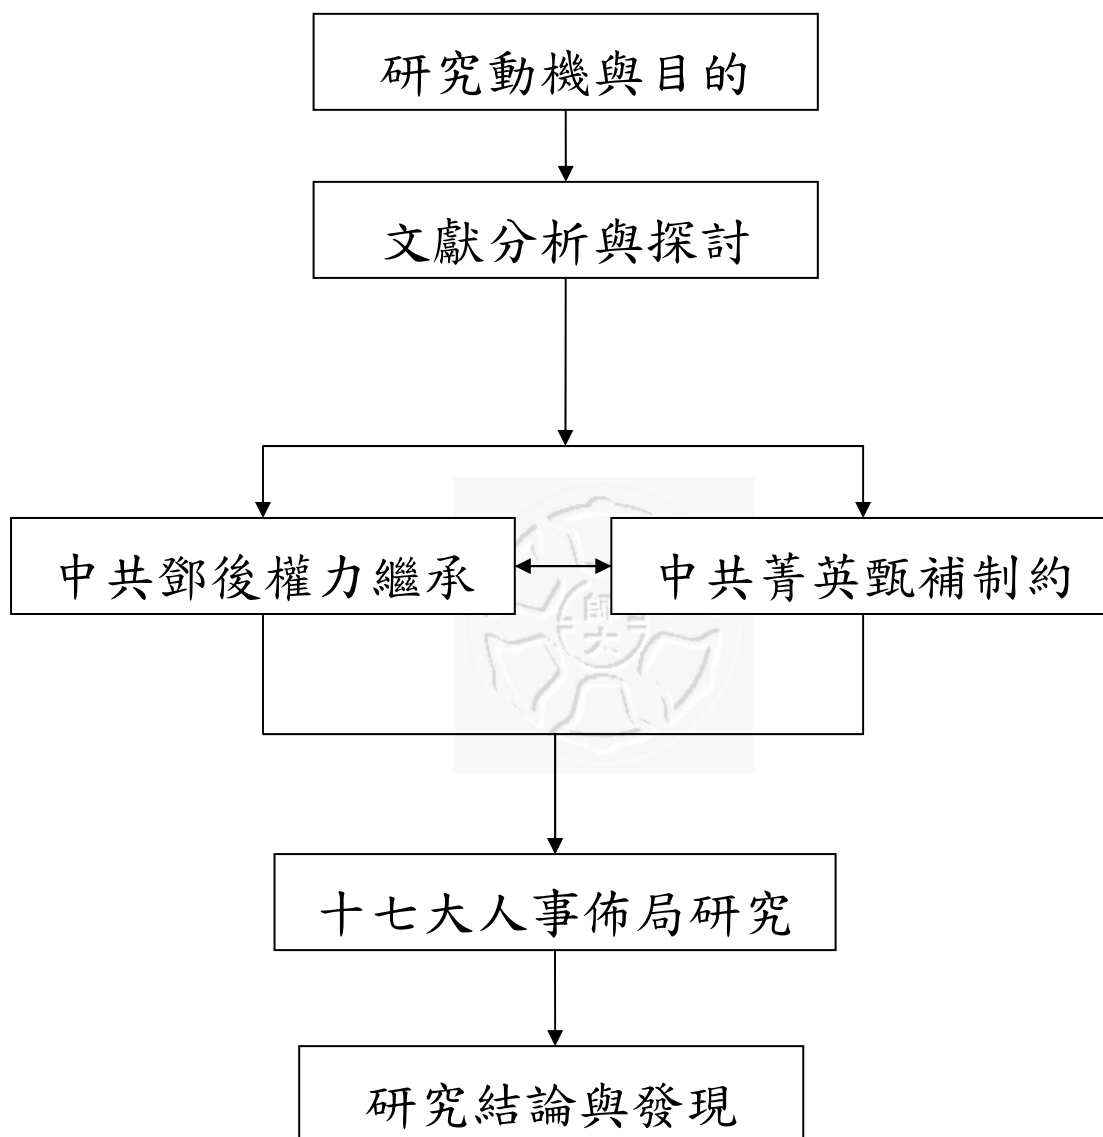 研究動機與目的
文獻分析與探討
中共鄧後權力繼承
中共菁英甄補制約
師大
十七大人事佈局研究
研究結論與發現